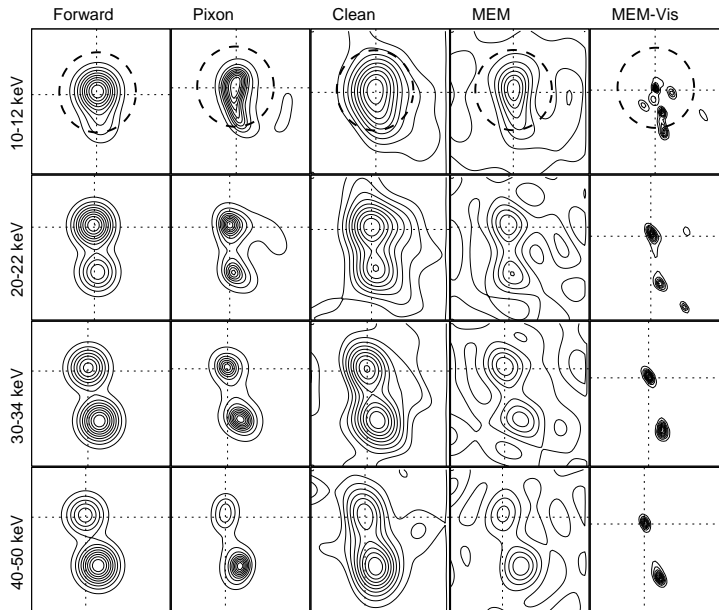 Forward Pixon Clean MEM MEM-Vis
10-12 keV
20-22 keV
30-34 keV
40-50 keV